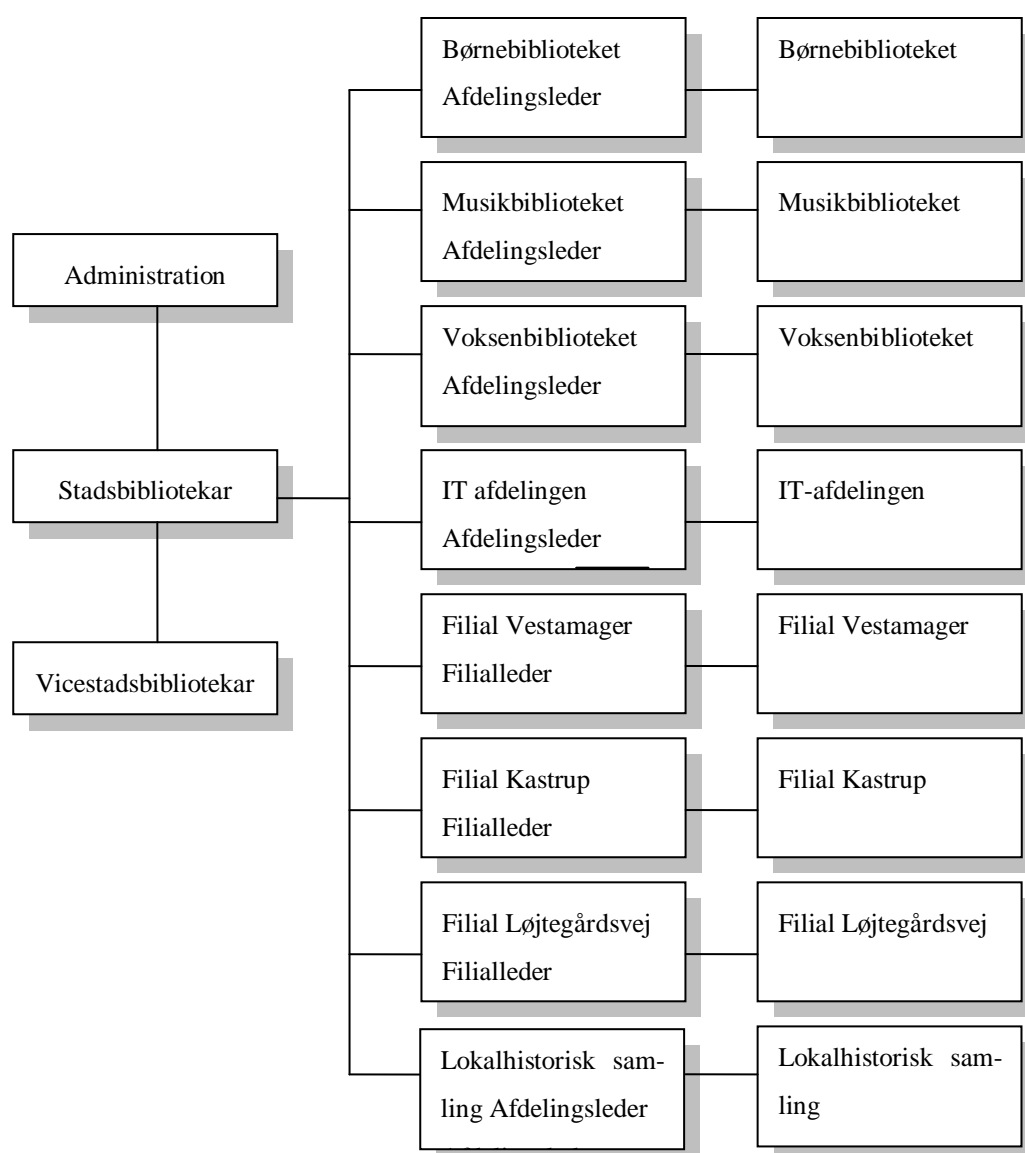 Børnebiblioteket
Afdelingsleder
Børnebiblioteket
Musikbiblioteket
Afdelingsleder
Musikbiblioteket
Administration
Voksenbiblioteket
Afdelingsleder
Voksenbiblioteket
Stadsbibliotekar
IT afdelingen
Afdelingsleder
IT-afdelingen
Filial Vestamager
Filialleder
Filial Vestamager
Vicestadsbibliotekar
Filial Kastrup
Filialleder
Filial Kastrup
Filial Løjtegårdsvej
Filialleder
Filial Løjtegårdsvej
Lokalhistorisk sam-
ling Afdelingsleder
Lokalhistorisk sam-
ling